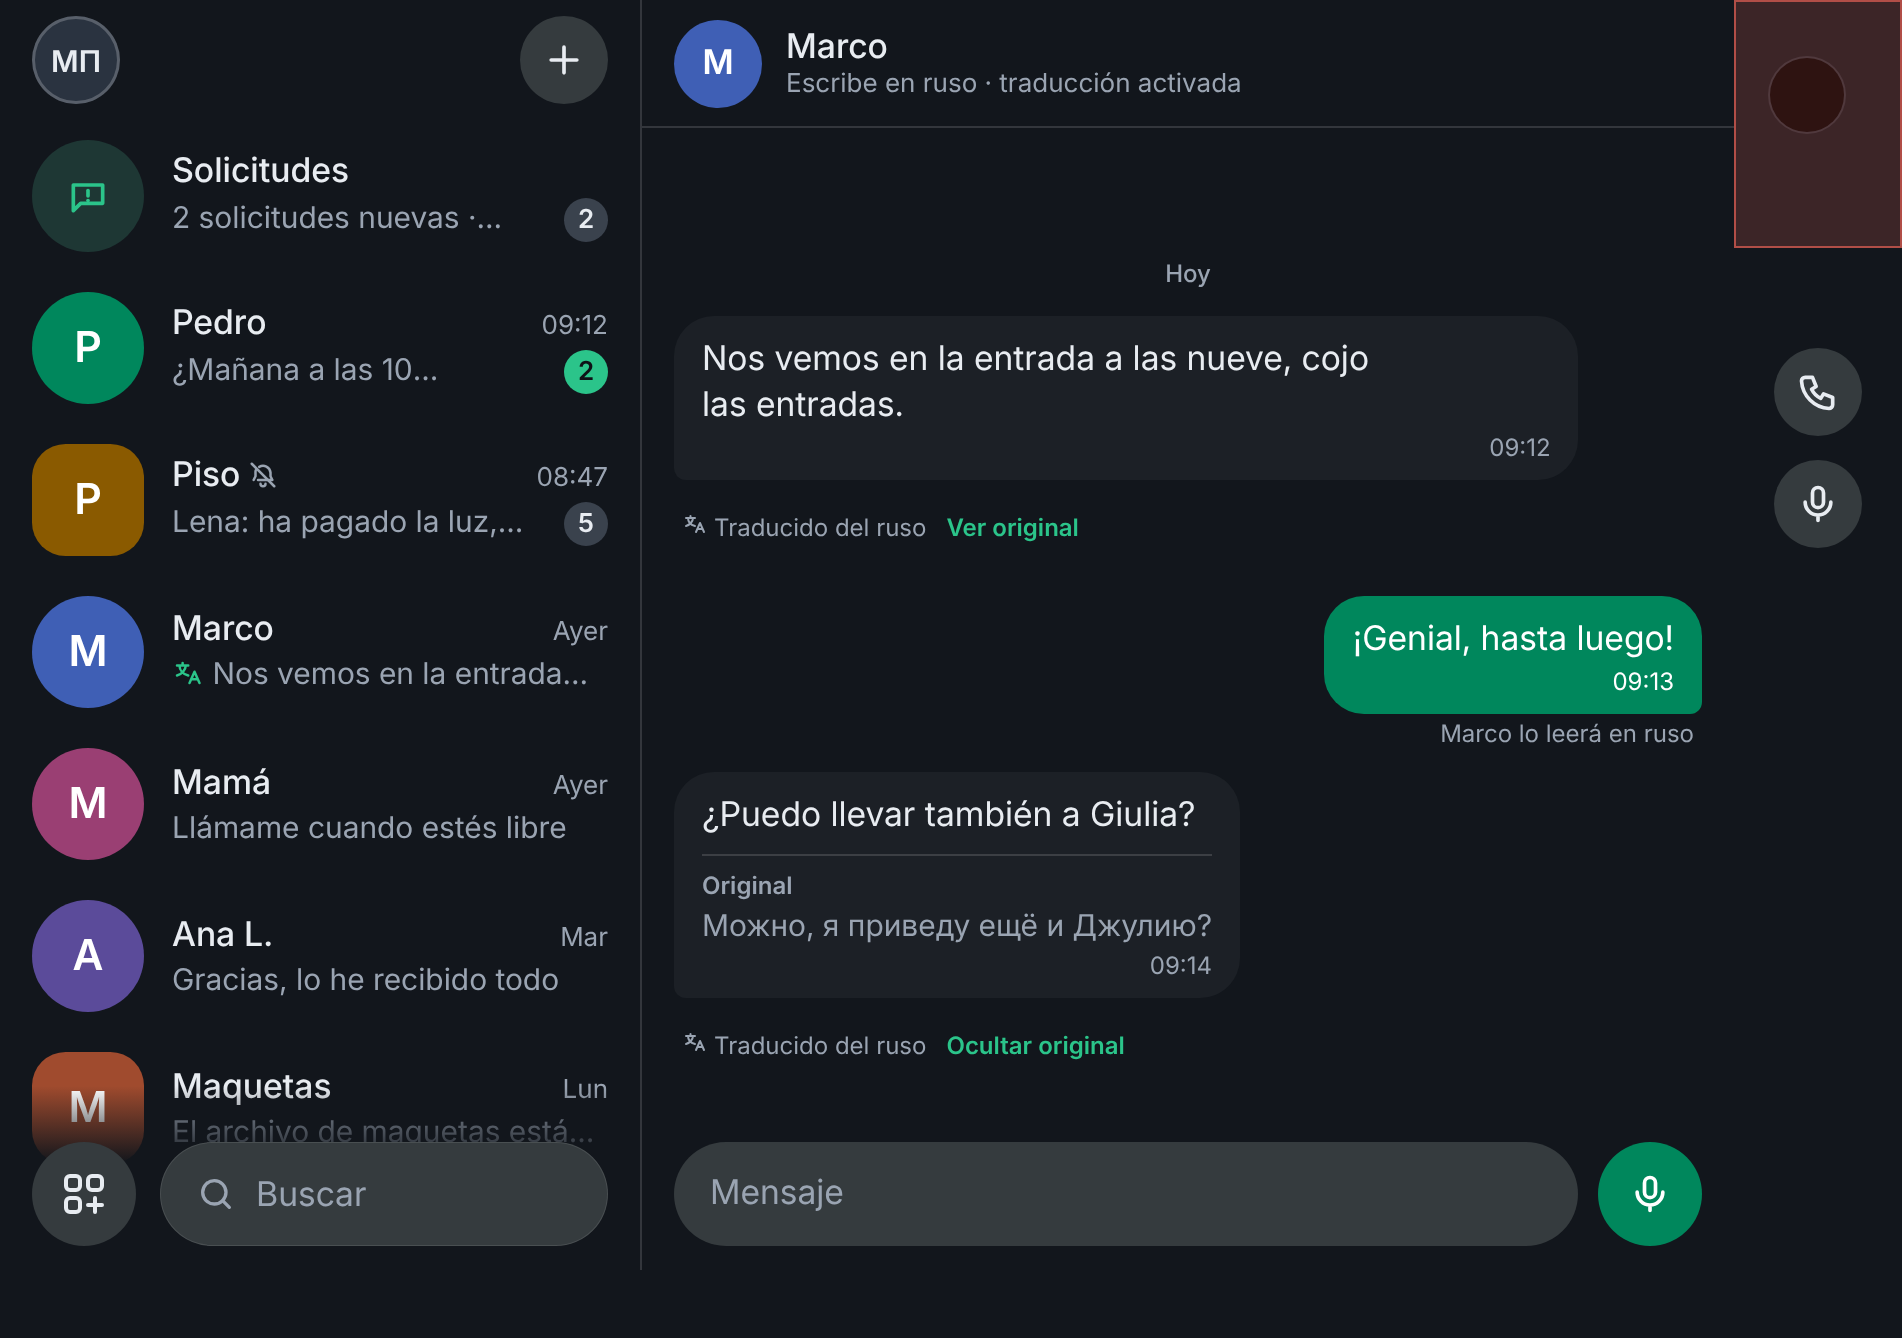 МП
Solicitudes
2 solicitudes nuevas ·...
2
P
Pedro
09:12
¿Mañana a las 10...
2
P
Piso
08:47
Lena: ha pagado la luz,...
5
M
Marco
Ayer
Nos vemos en la entrada...
M
Mamá
Ayer
Llámame cuando estés libre
A
Ana L.
Mar
Gracias, lo he recibido todo
M
Maquetas
Lun
El archivo de maquetas está...
Buscar
M
Marco
Escribe en ruso · traducción activada
Hoy
Nos vemos en la entrada a las nueve, cojo
las entradas.
09:12
Traducido del ruso Ver original
¡Genial, hasta luego!
09:13
Marco lo leerá en ruso
¿Puedo llevar también a Giulia?
Original
Можно, я приведу ещё и Джулию?
09:14
Traducido del ruso Ocultar original
Mensaje